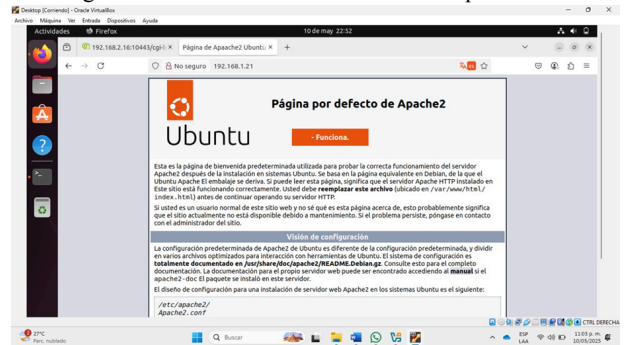 Desktop [Corriendo] - Oracle VirtualBox
Archivo Máquina Ver Entrada Dispositivos Ayuda
Actividades Firefox 10 de may 22:52
192.168.2.16:10443/cgi-l Página de Apaache2 Ubuntu
No seguro 192.168.1.21
Página por defecto de Apache2
Ubuntu
- Funciona.
Esta es la página de bienvenida predeterminada utilizada para probar la correcta funcionamiento del servidor
Apache2 después de la instalación en sistemas Ubuntu. Se basa en la página equivalente en Debian, de la que el
Ubuntu Apache El embalaje se deriva. Si puede leer esta página, significa que el servidor Apache HTTP instalado en
Este sitio está funcionando correctamente. Usted debe reemplazar este archivo (ubicado en /var/www/html/
index.html) antes de continuar operando su servidor HTTP.
Si usted es un usuario normal de este sitio web y no sé qué es esta página acerca de, esto probablemente significa
que el sitio actualmente no está disponible debido a mantenimiento. Si el problema persiste, póngase en contacto
con el administrador del sitio.
Visión de configuración
La configuración predeterminada de Apache2 de Ubuntu es diferente de la configuración predeterminada, y dividir
en varios archivos optimizados para interacción con herramientas de Ubuntu. El sistema de configuración es
totalmente documentado en /usr/share/doc/apache2/README.Debian.gz. Consulte esto para el completo
documentación. La documentación para el propio servidor web puede ser encontrado accediendo al manual si el
apache2-doc El paquete se instaló en este servidor.
El diseño de configuración para una instalación de servidor web Apache2 en los sistemas Ubuntu es el siguiente:
/etc/apache2/
Apache2.conf
CTRL DERECHA
27°C
Parc. nublado
Buscar
ESP
LAA
11:03 p. m.
10/05/2025